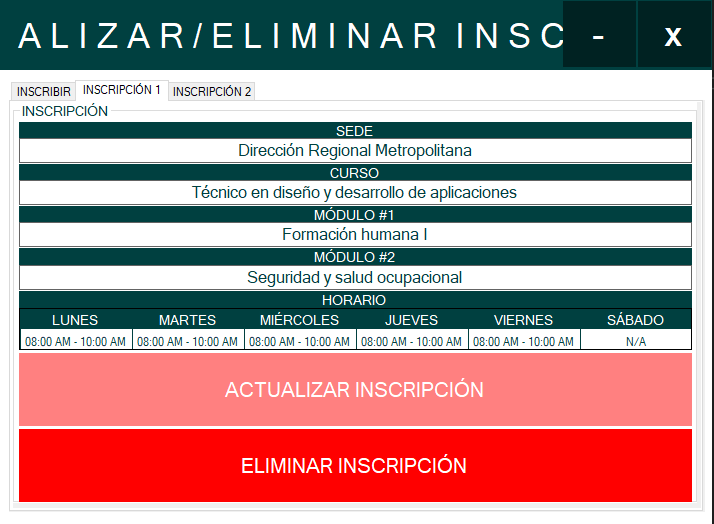 ALIZAR/ELIMINAR INSC - x
INSCRIBIR INSCRIPCIÓN 1 INSCRIPCIÓN 2
INSCRIPCIÓN
SEDE
Dirección Regional Metropolitana
CURSO
Técnico en diseño y desarrollo de aplicaciones
MÓDULO #1
Formación humana I
MÓDULO #2
Seguridad y salud ocupacional
HORARIO
LUNES MARTES MIÉRCOLES JUEVES VIERNES SÁBADO
08:00 AM - 10:00 AM 08:00 AM - 10:00 AM 08:00 AM - 10:00 AM 08:00 AM - 10:00 AM 08:00 AM - 10:00 AM N/A
ACTUALIZAR INSCRIPCIÓN
ELIMINAR INSCRIPCIÓN